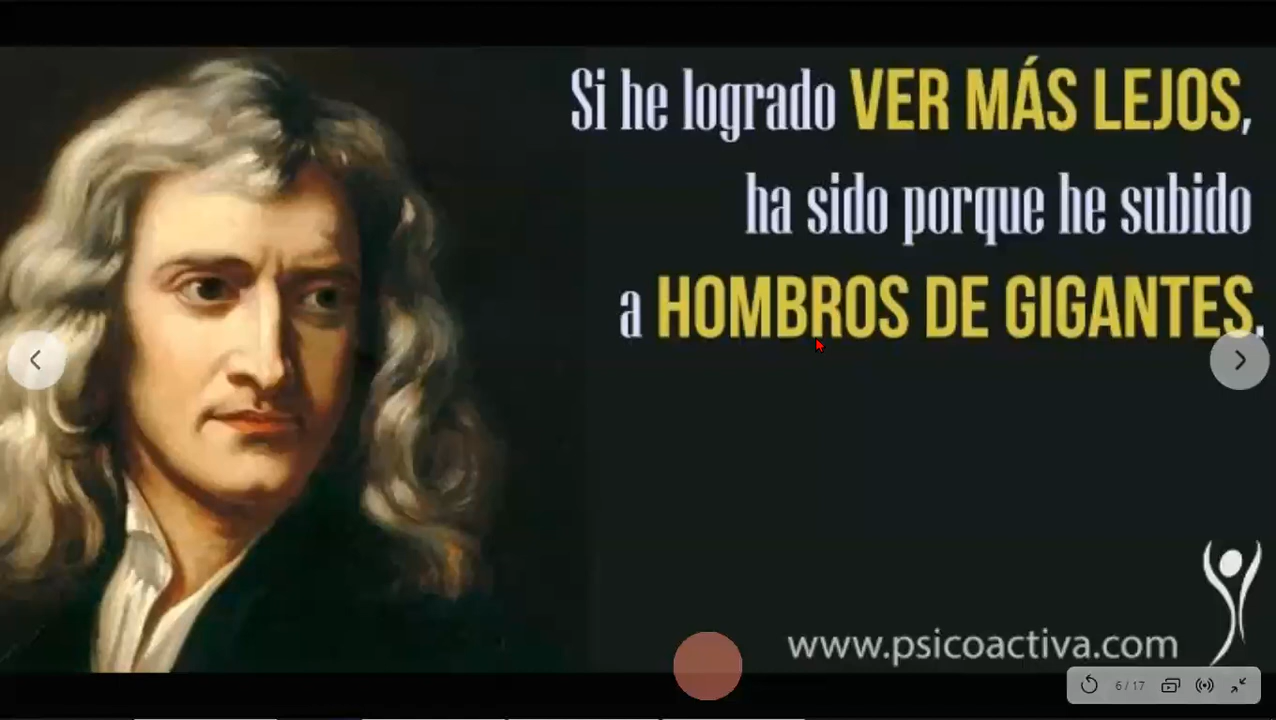 Si he logrado VER MÁS LEJOS,
ha sido porque he subido
a HOMBROS DE GIGANTES.
www.psicoactiva.com
6/17